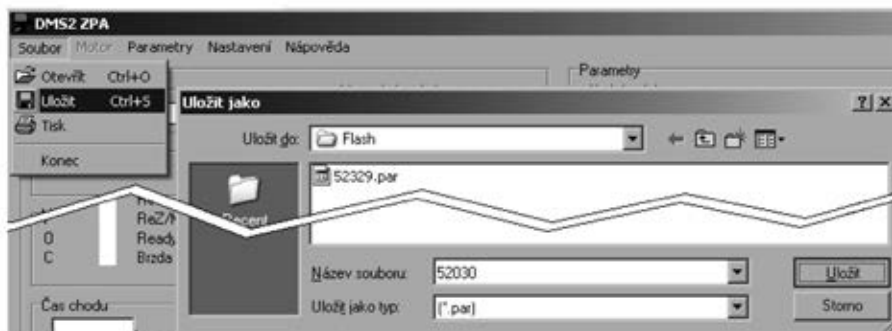 DMS2 ZPA
Soubor Motor Parametry Nastavení Nápověda
Otevřít Ctrl+O
Uložit Ctrl+S
Tisk
Konec
Parametry
Uložit jako
Uložit do: Flash
52329.par
Recent
ReZ/M
O Ready
C Brzda
Název souboru: 52030 Uložit
Uložit jako typ: (*.par) Storno
Čas chodu